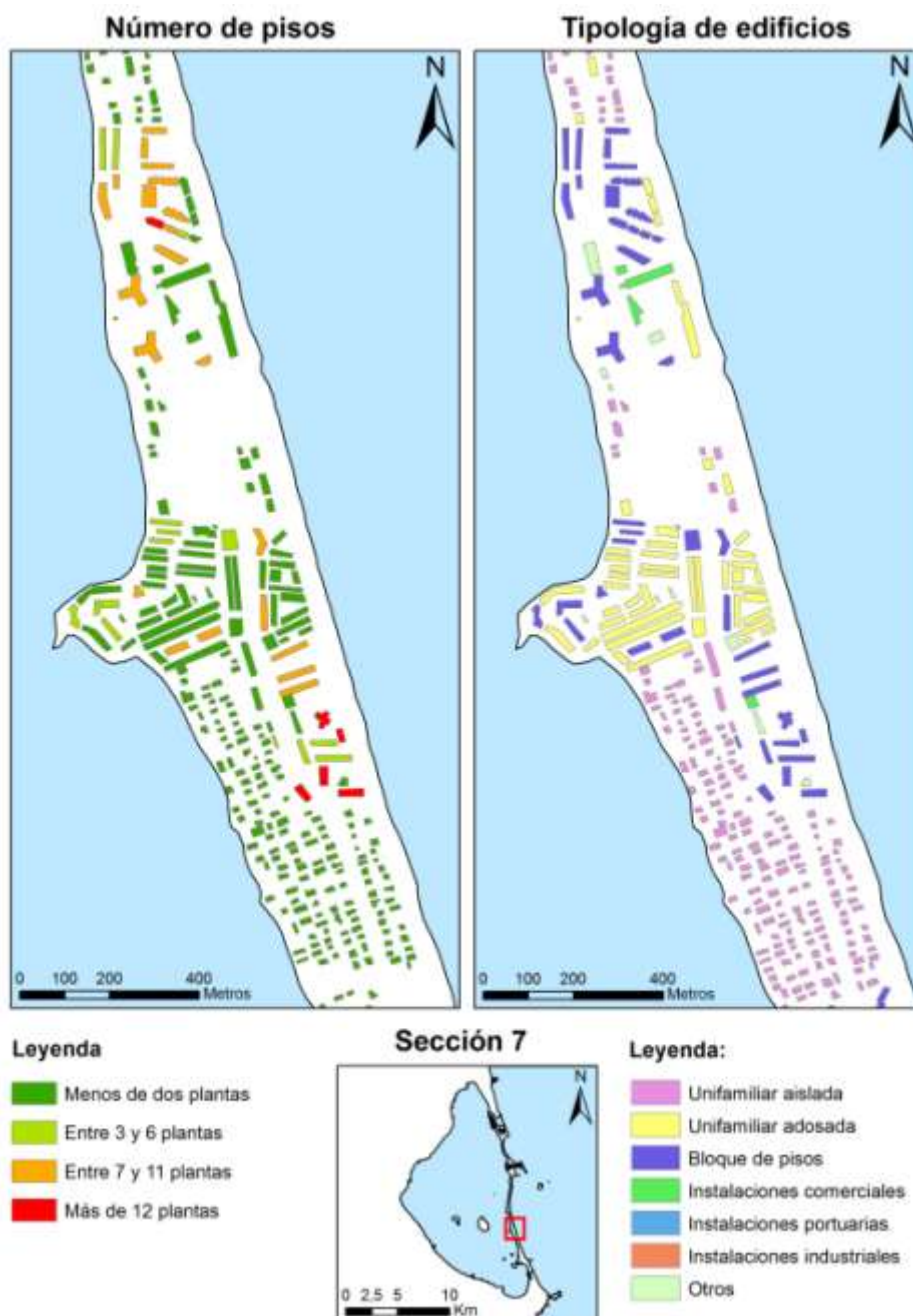 Número de pisos
Tipología de edificios
N
N
0 100 200 400
Metros
0 100 200 400
Metros
Leyenda
Menos de dos plantas
Entre 3 y 6 plantas
Entre 7 y 11 plantas
Más de 12 plantas
Sección 7
N
0 2,5 5 10
Km
Leyenda:
Unifamiliar aislada
Unifamiliar adosada
Bloque de pisos
Instalaciones comerciales
Instalaciones portuarias
Instalaciones industriales
Otros